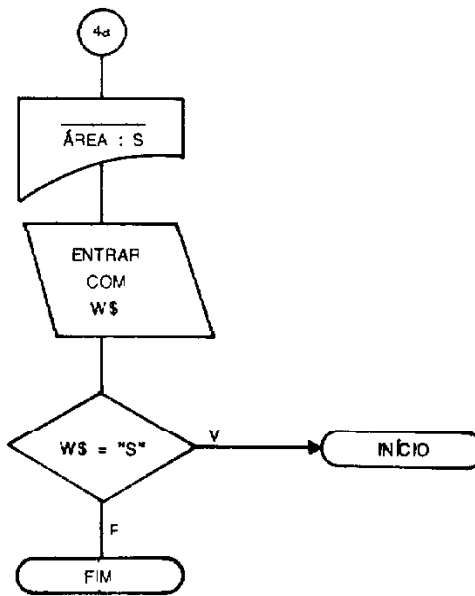 4a
ÁREA : S
ENTRAR
COM
W$
W$ = "S"
V
INÍCIO
F
FIM